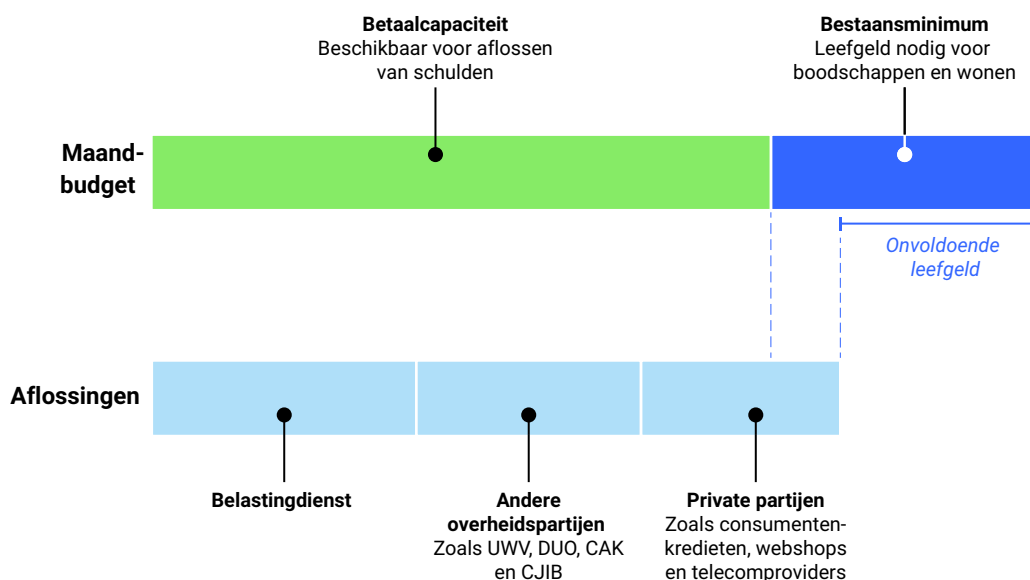 Betaalcapaciteit
Beschikbaar voor aflossen
van schulden
Bestaansminimum
Leefgeld nodig voor
boodschappen en wonen
Maand-
budget
Onvoldoende
leefgeld
Aflossingen
Belastingdienst
Andere
overheidspartijen
Zoals UWV, DUO, CAK
en CJIB
Private partijen
Zoals consumenten-
kredieten, webshops
en telecomproviders